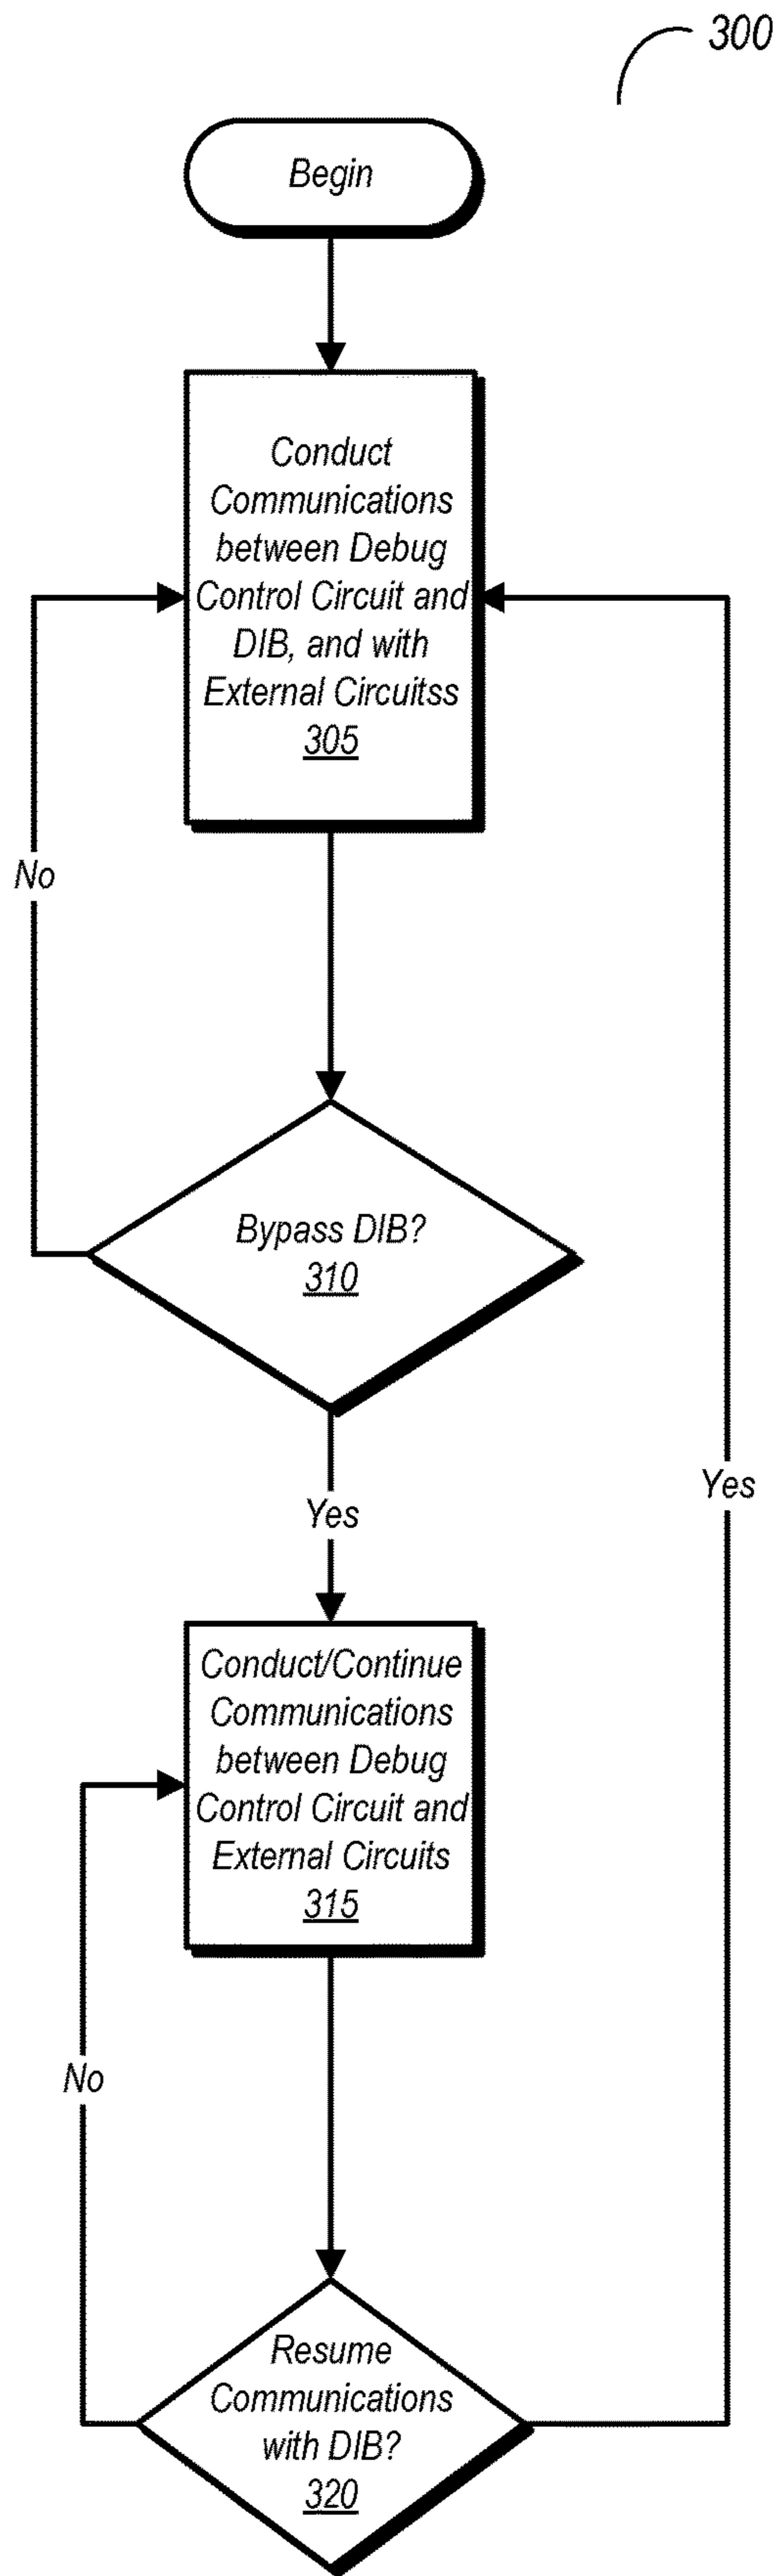 300
Begin
Conduct
Communications
between Debug
Control Circuit and
DIB, and with
External Circuitss
305
No
Bypass DIB?
310
Yes
Yes
Conduct/Continue
Communications
between Debug
Control Circuit and
External Circuits
315
No
Resume
Communications
with DIB?
320